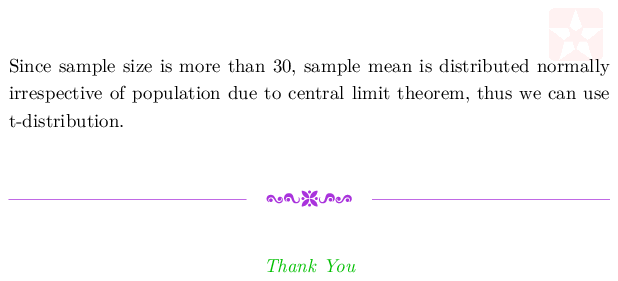 Since sample size is more than 30, sample mean is distributed normally
irrespective of population due to central limit theorem, thus we can use
t-distribution.
Thank You